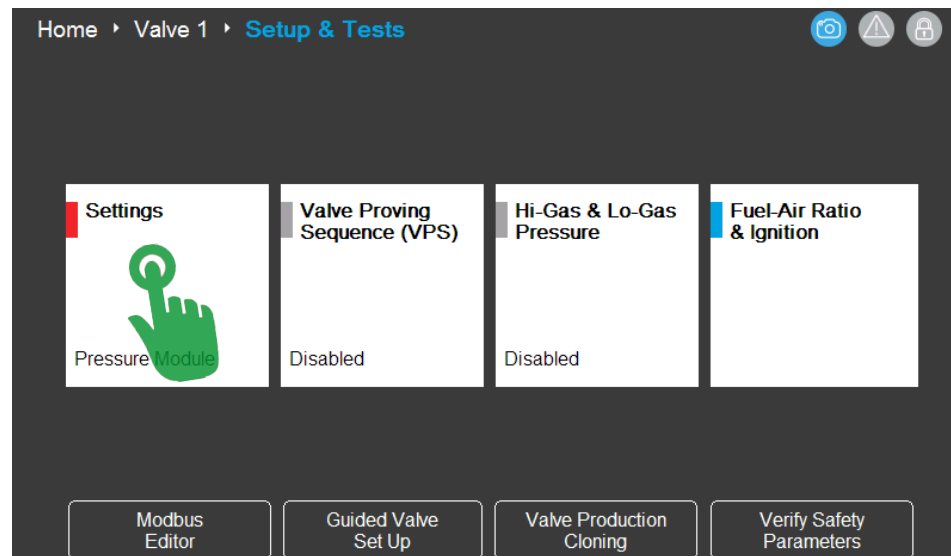 Home ‣ Valve 1 ‣ Setup & Tests
Settings
Pressure Module
Valve Proving
Sequence (VPS)
Disabled
Hi-Gas & Lo-Gas
Pressure
Disabled
Fuel-Air Ratio
& Ignition
Modbus
Editor
Guided Valve
Set Up
Valve Production
Cloning
Verify Safety
Parameters